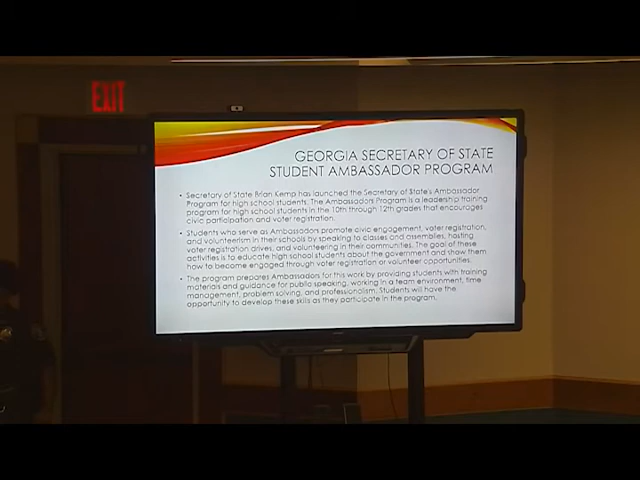 EXIT
GEORGIA SECRETARY OF STATE
STUDENT AMBASSADOR PROGRAM
• Secretary of State Brian Kemp has launched the Secretary of State's Ambassador
Program for high school students. The Ambassadors Program is a leadership training
program for high school students in the 10th through 12th grades that encourages
civic participation and voter registration.
• Students who serve as Ambassadors promote civic engagement, voter registration,
and volunteerism in their schools by speaking to classes and assemblies, hosting
voter registration drives, and volunteering in their communities. The goal of these
activities is to educate high school students about the government and show them
how to become engaged through voter registration or volunteer opportunities.
• The program prepares Ambassadors for this work by providing students with training
materials and guidance for public speaking, working in a team environment, time
management, problem solving, and professionalism. Students will have the
opportunity to develop these skills as they participate in the program.